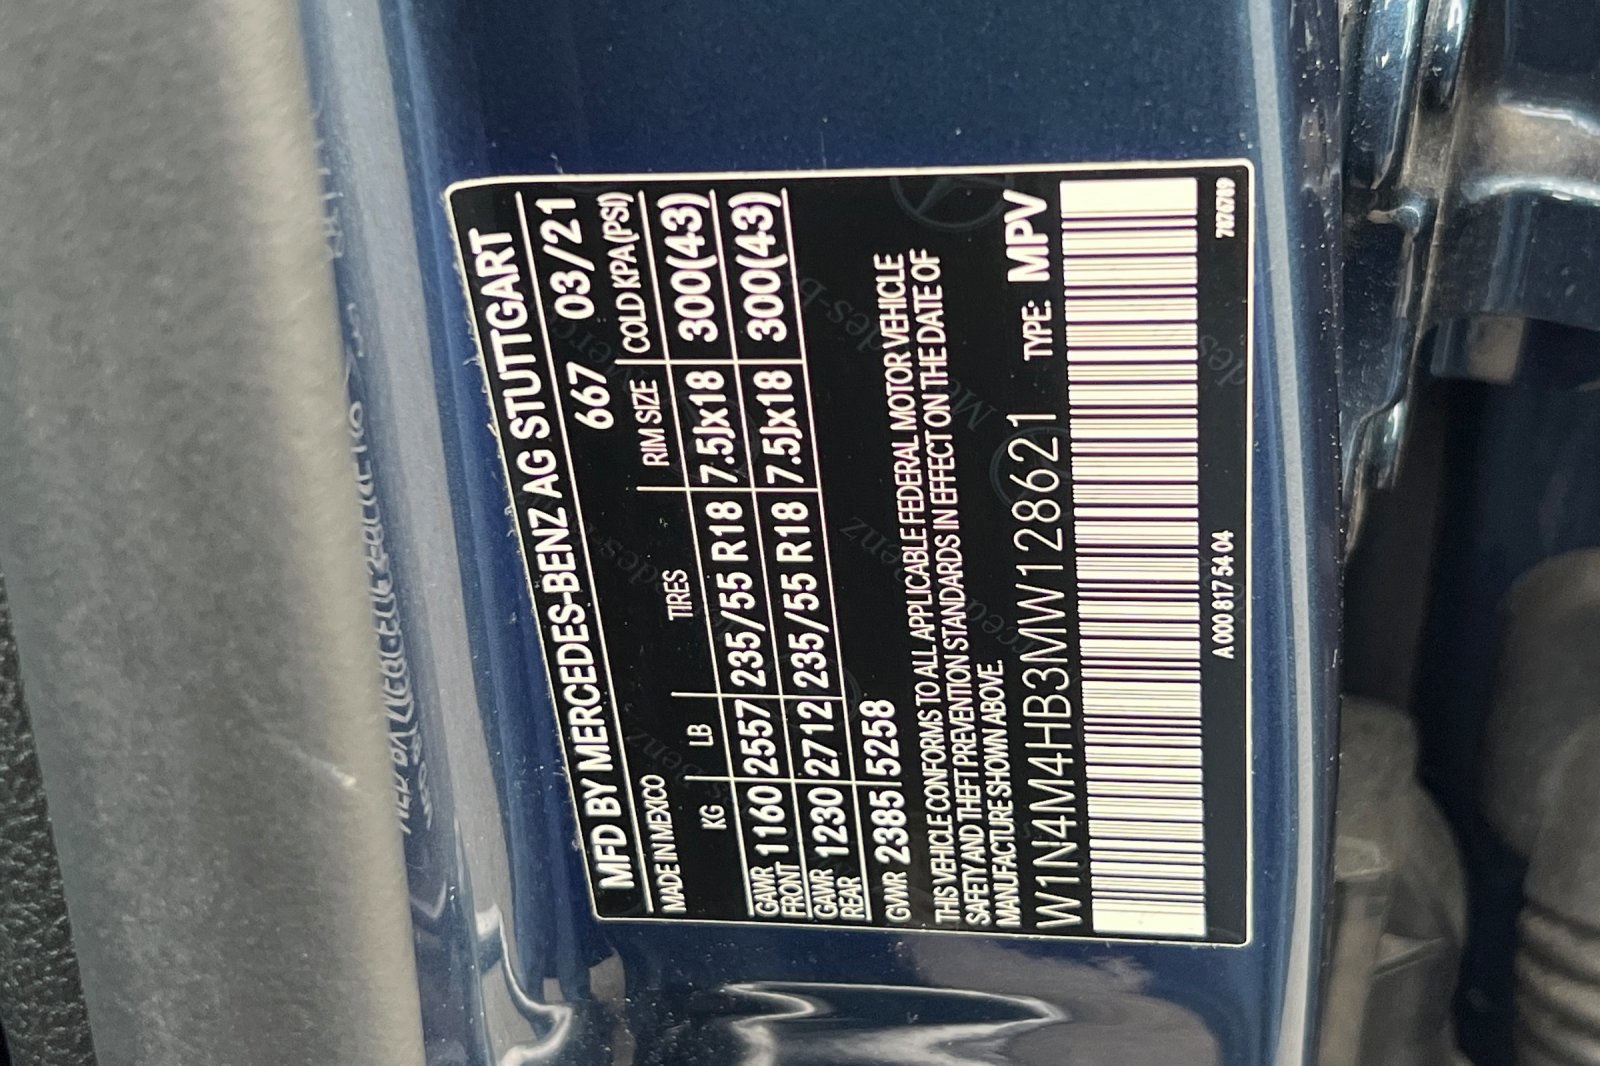 MFD BY MERCEDES-BENZ AG STUTTGART
667 03/21
MADE IN MEXICO
KG LB TIRES RIM SIZE COLD KPA(PSI)
GAWR FRONT 1160 2557 235/55 R18 7.5Jx18 300(43)
GAWR REAR 1230 2712 235/55 R18 7.5Jx18 300(43)
GVWR 2385 5258
THIS VEHICLE CONFORMS TO ALL APPLICABLE FEDERAL MOTOR VEHICLE
SAFETY AND THEFT PREVENTION STANDARDS IN EFFECT ON THE DATE OF
MANUFACTURE SHOWN ABOVE.
W1N4M4HB3MW128621 TYPE: MPV
A 000 817 54 04